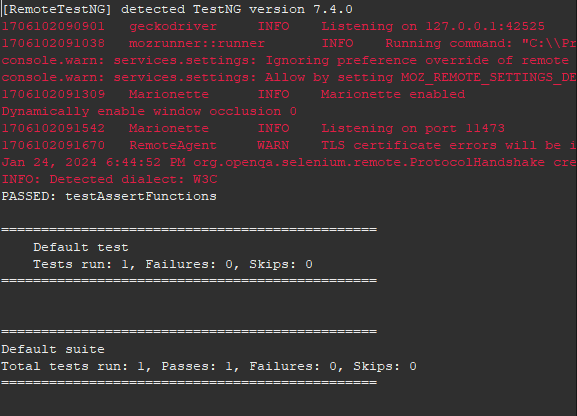 [RemoteTestNG] detected TestNG version 7.4.0
1706102090901 geckodriver INFO Listening on 127.0.0.1:42525
1706102091038 mozrunner::runner INFO Running command: "C:\\Pr
console.warn: services.settings: Ignoring preference override of remote
console.warn: services.settings: Allow by setting MOZ_REMOTE_SETTINGS_DE
1706102091309 Marionette INFO Marionette enabled
Dynamically enable window occlusion 0
1706102091542 Marionette INFO Listening on port 11473
1706102091670 RemoteAgent WARN TLS certificate errors will be i
Jan 24, 2024 6:44:52 PM org.openqa.selenium.remote.ProtocolHandshake cre
INFO: Detected dialect: W3C
PASSED: testAssertFunctions
===============================================
Default test
Tests run: 1, Failures: 0, Skips: 0
===============================================
===============================================
Default suite
Total tests run: 1, Passes: 1, Failures: 0, Skips: 0
===============================================